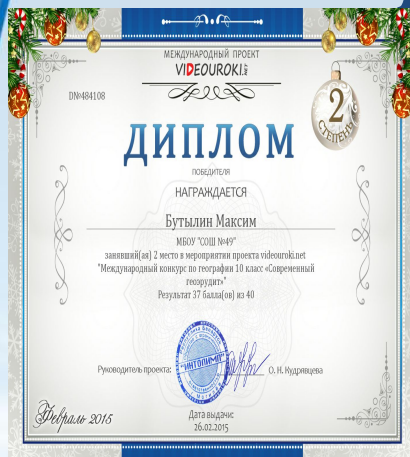 МЕЖДУНАРОДНЫЙ ПРОЕКТ
VIDEOUROKI.NET
DN№484108
2
СТЕПЕНЬ
ДИПЛОМ
ПОБЕДИТЕЛЯ
НАГРАЖДАЕТСЯ
Бутылин Максим
МБОУ "СОШ №49"
занявший(ая) 2 место в мероприятии проекта videouroki.net
"Международный конкурс по географии 10 класс «Современный
геоэрудит»"
Результат 37 балла(ов) из 40
"ИНТОЛИМП"
Руководитель проекта:
О. Н. Кудрявцева
Февраль 2015
Дата выдачи:
26.02.2015